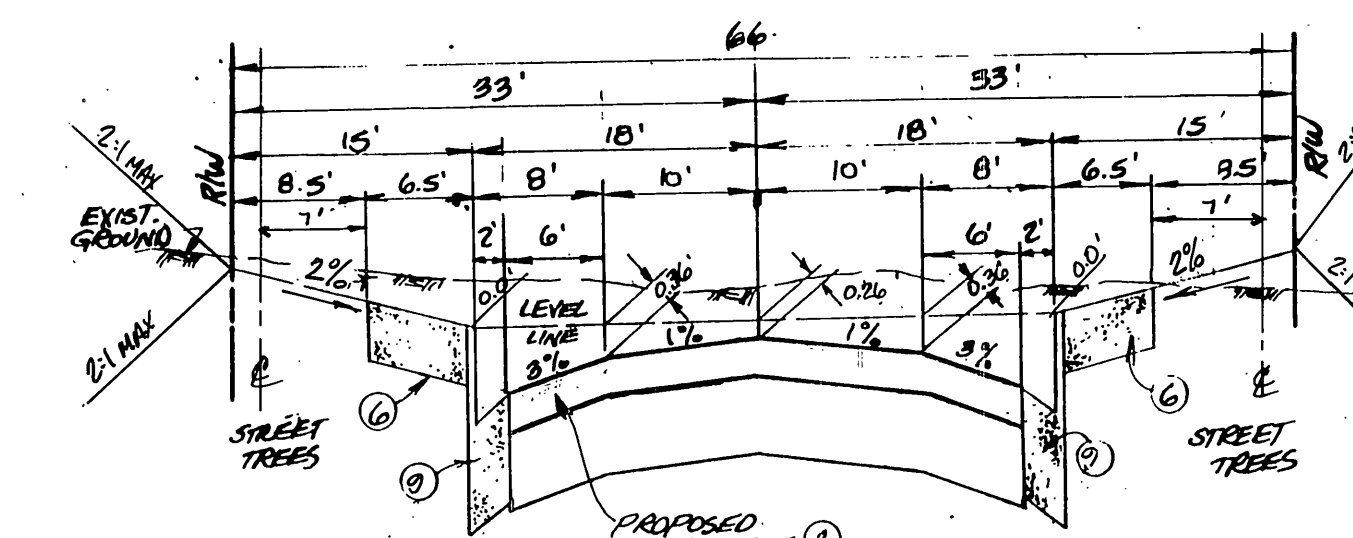 66.
33' 33'
15' 18' 18' 15'
8.5' 6.5' 8' 10' 10' 8' 6.5' 8.5'
7' 2' 6' 6' 2' 7'
2:1 MAX R/W R/W
EXIST.
GROUND
2% 0.0' 0.36' 0.26 0.36 0.0' 2%
LEVEL
LINE
3% 1% 1% 3%
2:1 MAX
℄ ℄
6 6
STREET
TREES
STREET
TREES
9 9
PROPOSED